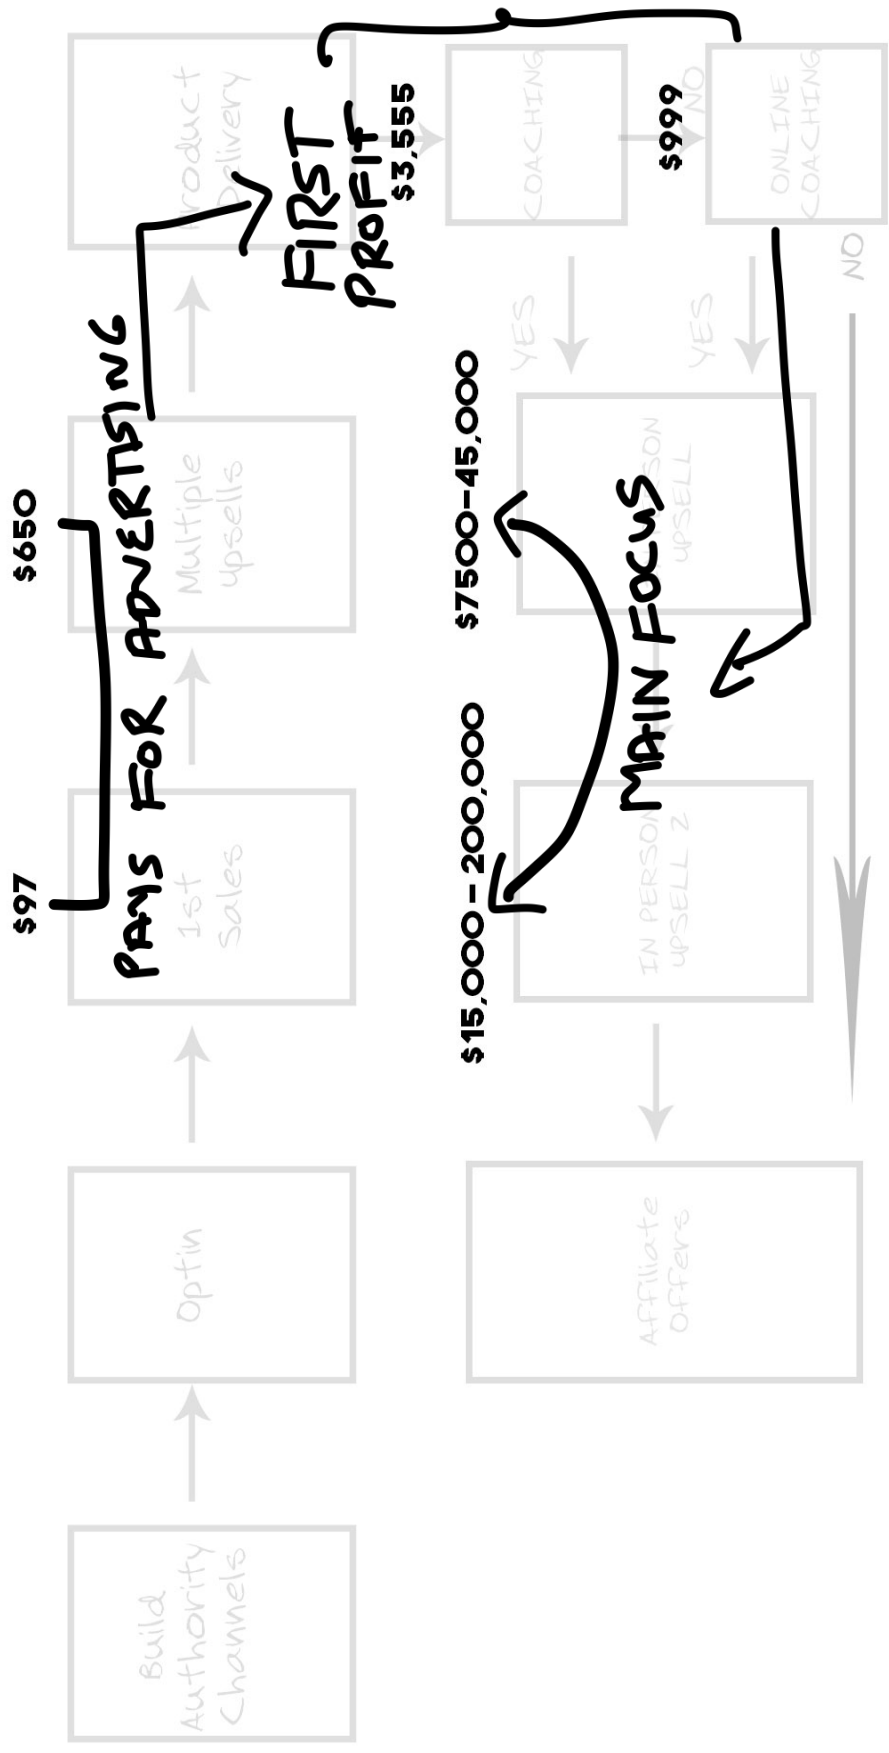 $97
$650
PAYS FOR ADVERTISING
Build
Authority
Channels
Optin
1st
Sales
Multiple
upsells
Product
Delivery
FIRST
PROFIT
$3,555
COACHING
NO
$999
ONLINE
COACHING
YES
YES
NO
$7500-45,000
PERSON
UPSELL
MAIN FOCUS
$15,000 - 200,000
IN PERSON
UPSELL 2
Affiliate
Offers